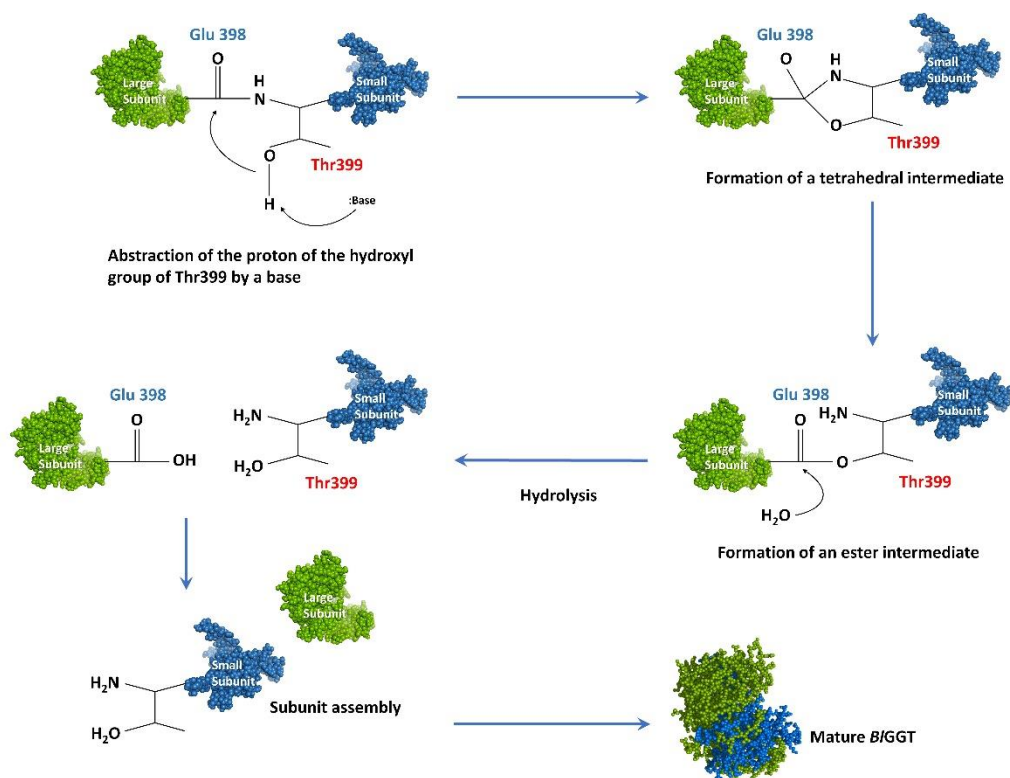 Glu 398
O
H
N
Large
Subunit
Small
Subunit
O
H
Thr399
:Base
Abstraction of the proton of the hydroxyl
group of Thr399 by a base
Glu 398
O
H
N
Large
Subunit
Small
Subunit
O
Thr399
Formation of a tetrahedral intermediate
Glu 398
O
H₂N
Large
Subunit
Small
Subunit
O
Thr399
H₂O
Formation of an ester intermediate
Hydrolysis
Glu 398
O
OH
Large
Subunit
H₂N
Small
Subunit
H₂O
Thr399
Large
Subunit
H₂N
Small
Subunit
H₂O
Subunit assembly
Mature BlGGT